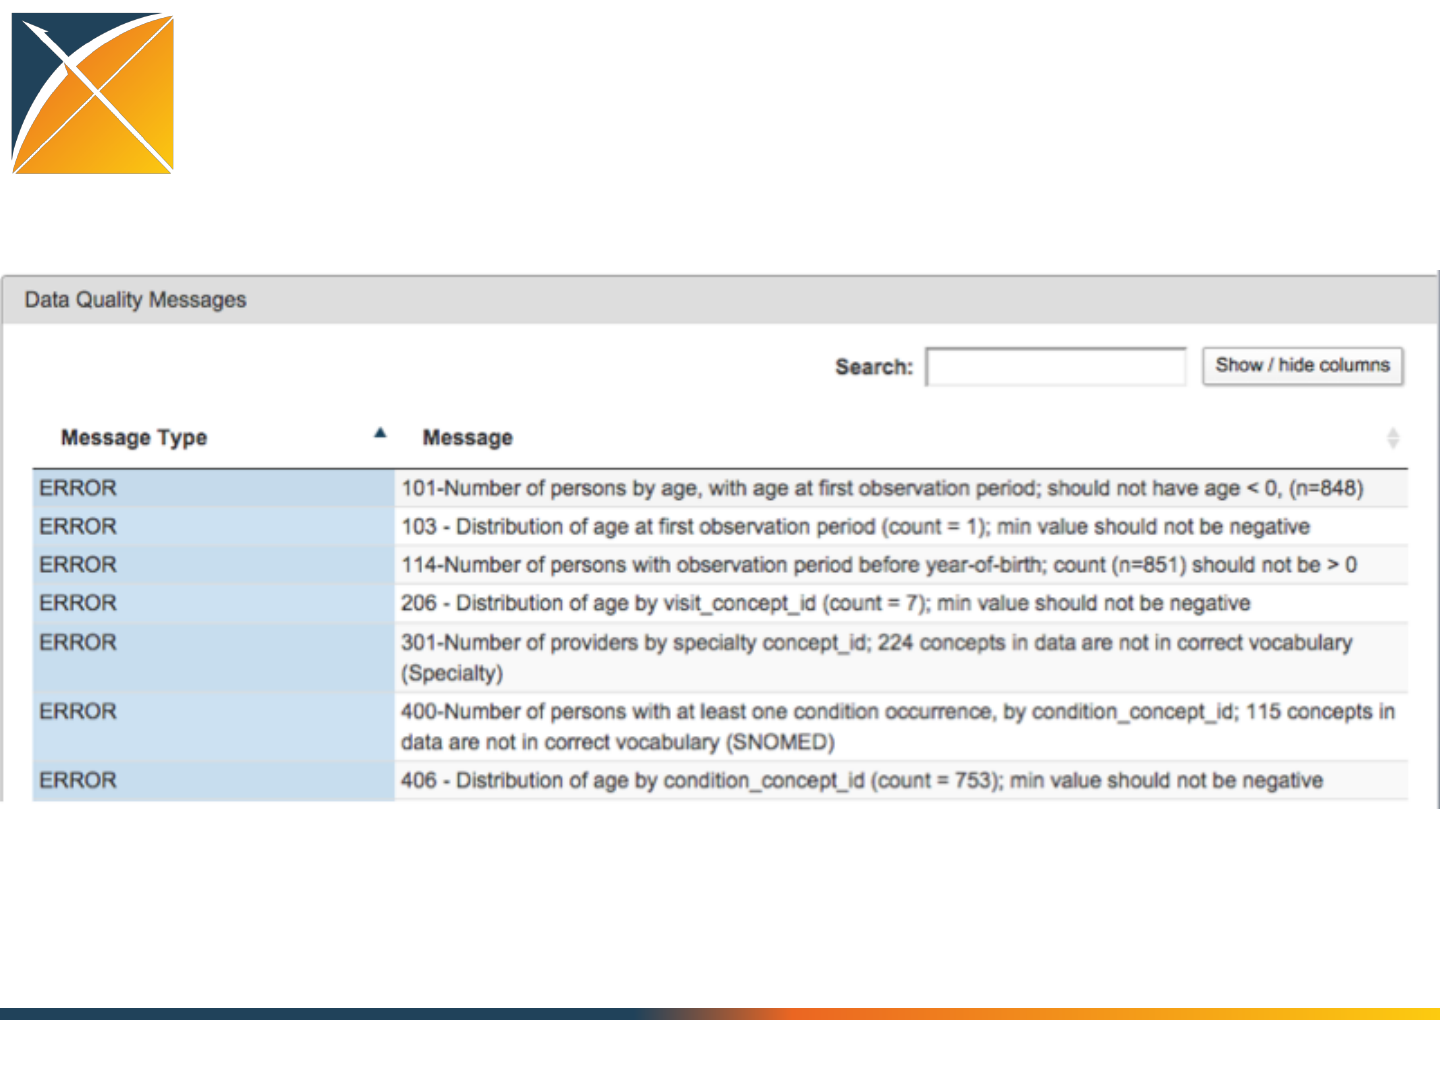 Data Quality Messages
Search:
Show / hide columns
Message Type
Message
ERROR
101-Number of persons by age, with age at first observation period; should not have age < 0, (n=848)
ERROR
103 - Distribution of age at first observation period (count = 1); min value should not be negative
ERROR
114-Number of persons with observation period before year-of-birth; count (n=851) should not be > 0
ERROR
206 - Distribution of age by visit_concept_id (count = 7); min value should not be negative
ERROR
301-Number of providers by specialty concept_id; 224 concepts in data are not in correct vocabulary
(Specialty)
ERROR
400-Number of persons with at least one condition occurrence, by condition_concept_id; 115 concepts in
data are not in correct vocabulary (SNOMED)
ERROR
406 - Distribution of age by condition_concept_id (count = 753); min value should not be negative